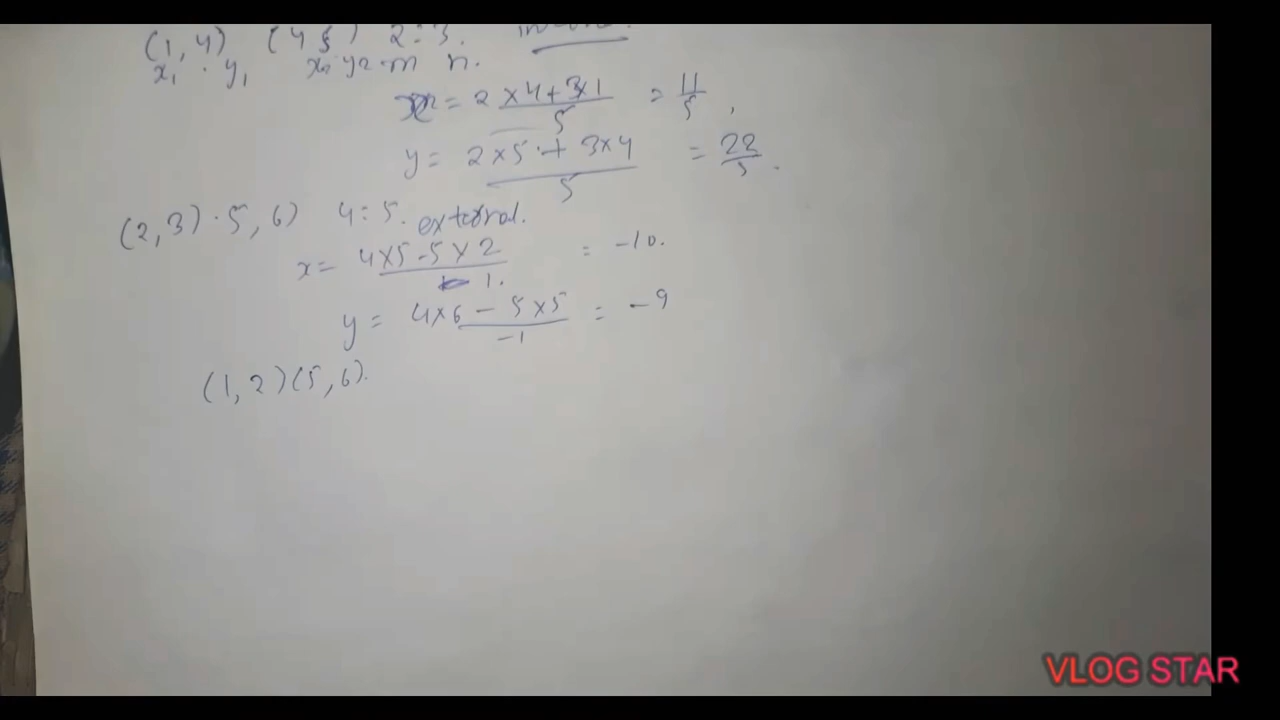 (1, 4) (4 5) 2:3.
x₁ . y₁ x₂ y₂ m n.
x = 2 × 4 + 3 × 1 / 5 = 11/5 ,
y = 2 × 5 . + 3 × 4 / 5 = 22/5 .
(2, 3) . 5, 6) 4 : 5. external.
x = 4 × 5 - 5 × 2 / 1. = -10.
y = 4 × 6 - 5 × 5 / -1 = -9
(1, 2) (5, 6).
VLOG STAR